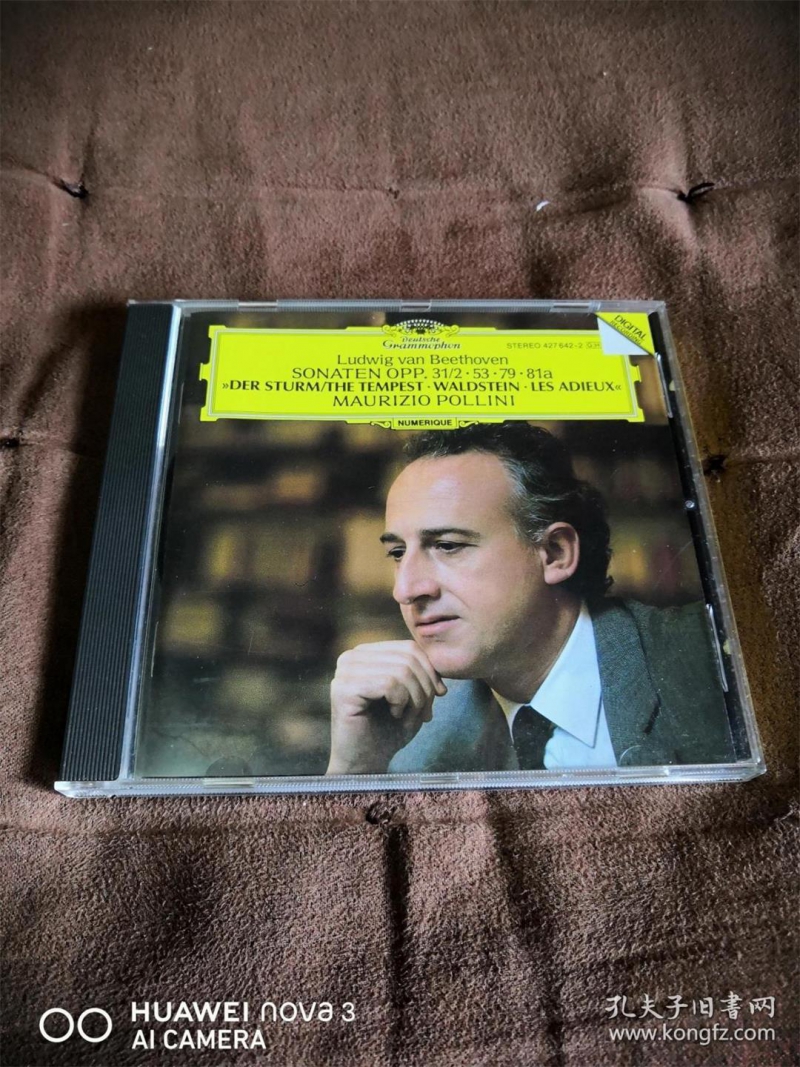 Deutsche
Grammophon
STEREO 427 642-2
DIGITAL
Ludwig van Beethoven
SONATEN OPP. 31/2 · 53 · 79 · 81a
»DER STURM/THE TEMPEST · WALDSTEIN · LES ADIEUX«
MAURIZIO POLLINI
NUMERIQUE
HUAWEI nova 3
AI CAMERA
孔夫子旧书网
www.kongfz.com